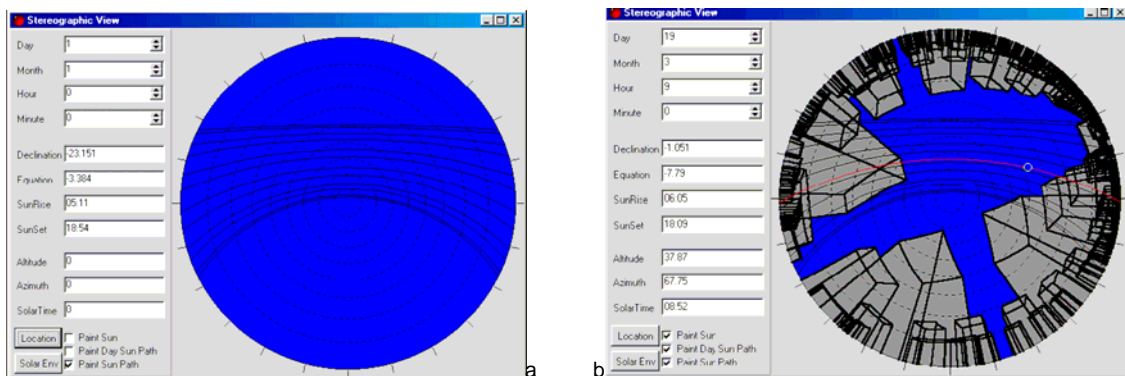 Stereographic View
Day 1
Month 1
Hour 0
Minute 0
Declination -23.151
Equation -3.384
SunRise 05.11
SunSet 18:54
Altitude 0
Azimuth 0
SolarTime 0
Location Paint Sun
Paint Day Sun Path
Solar Env Paint Sun Path
a
Stereographic View
Day 19
Month 3
Hour 9
Minute 0
Declination -1.051
Equation -7.79
SunRise 06.05
SunSet 18:09
Altitude 37.87
Azimuth 67.75
SolarTime 08:52
Location Paint Sun
Paint Day Sun Path
Solar Env Paint Sun Path
b